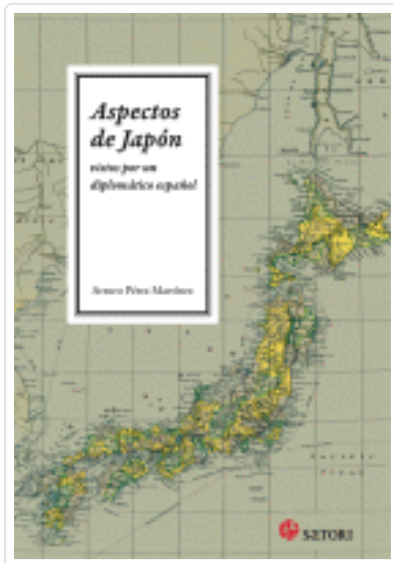 Aspectos
de Japón
vistos por un
diplomático español
Arturo Pérez Martínez
SATORI